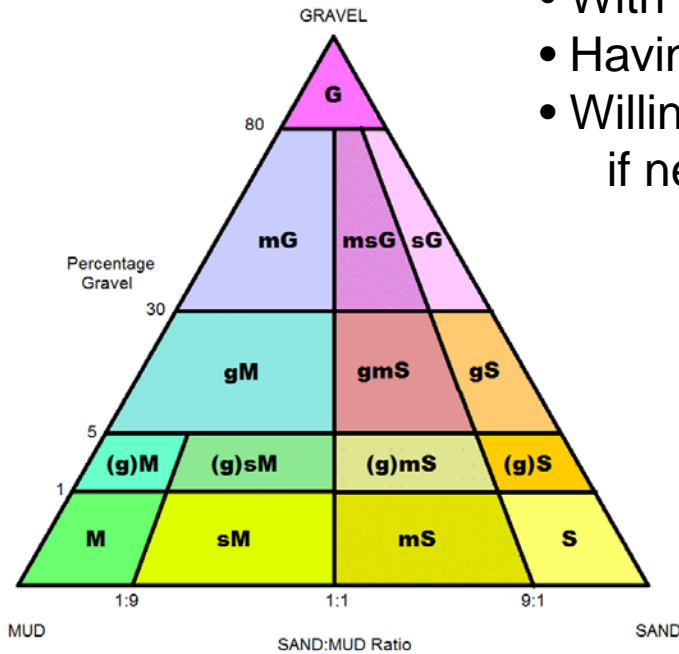 GRAVEL
• With
• Havin
• Willin
if ne
G
80
mG msG sG
Percentage
Gravel
30
gM gmS gS
5
(g)M (g)sM (g)mS (g)S
1
M sM mS S
1:9 1:1 9:1
MUD SAND
SAND:MUD Ratio